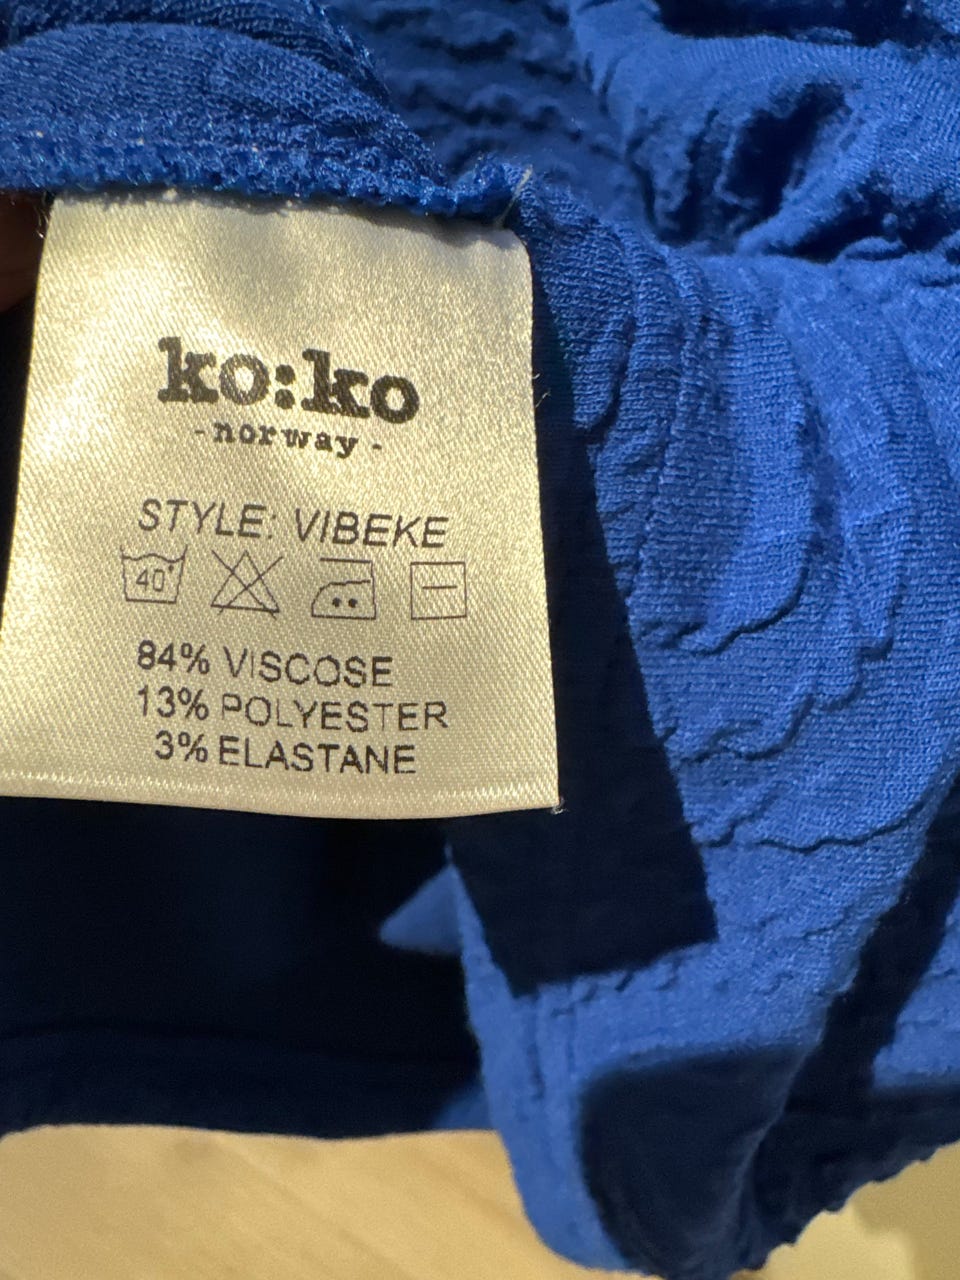 ko:ko
-norway-
STYLE: VIBEKE
40°
84% VISCOSE
13% POLYESTER
3% ELASTANE